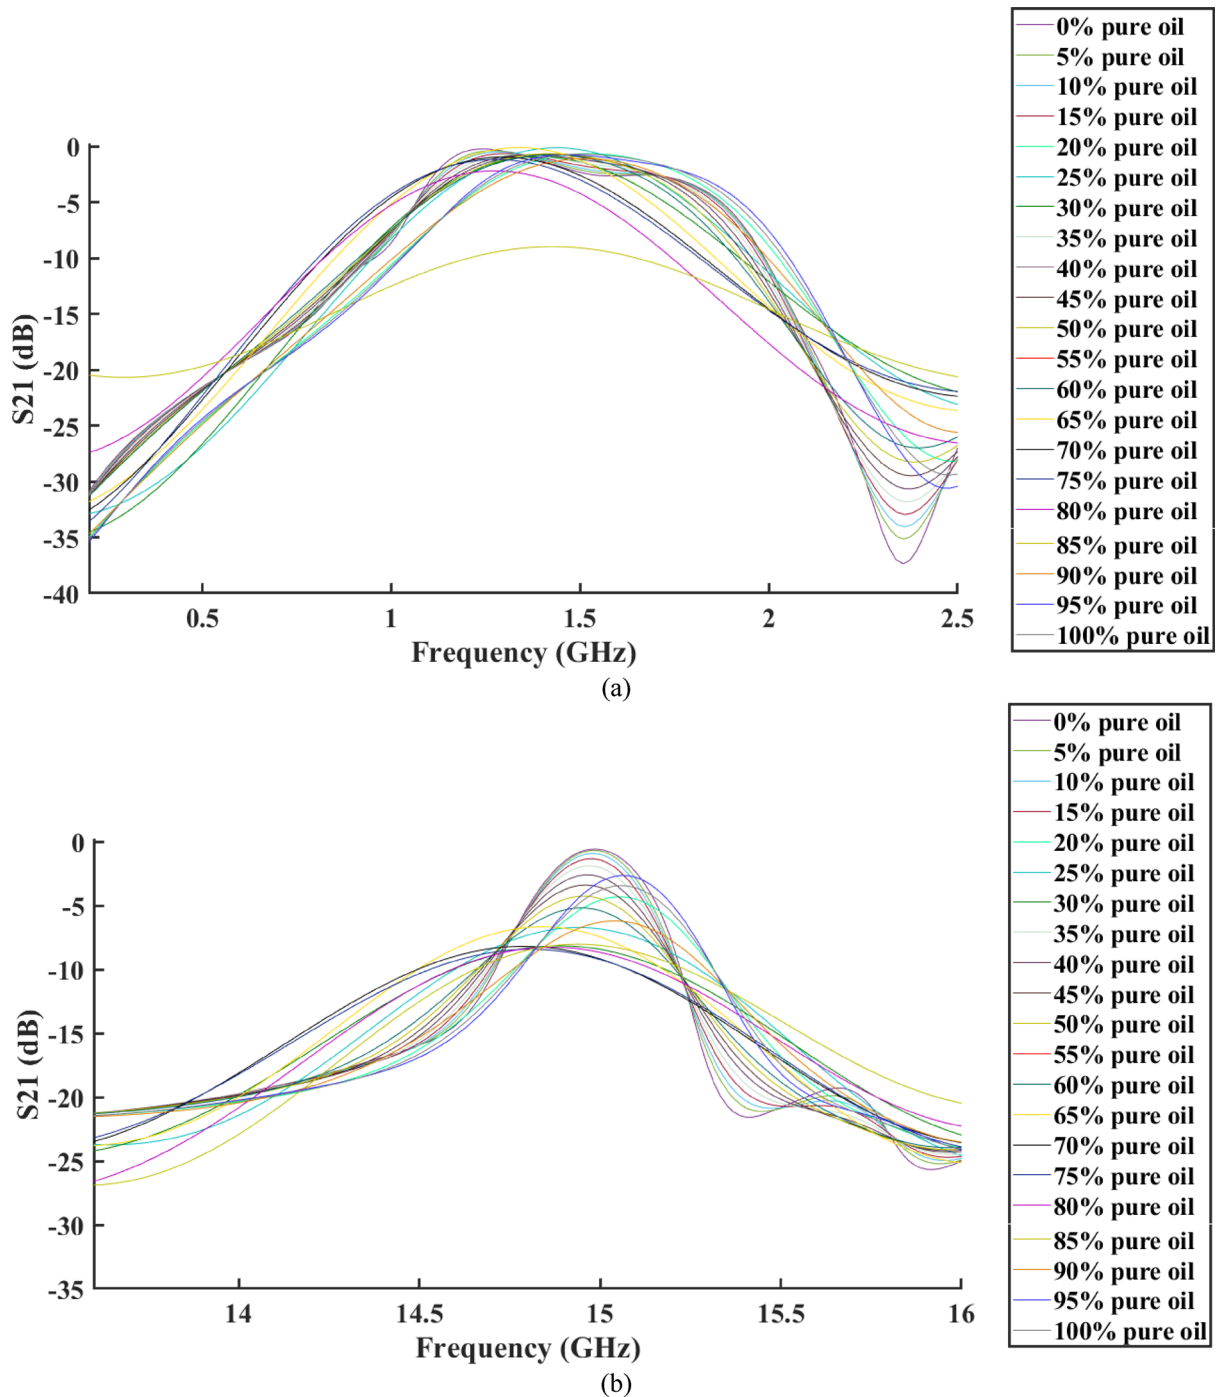 0% pure oil
5% pure oil
10% pure oil
15% pure oil
20% pure oil
25% pure oil
30% pure oil
35% pure oil
40% pure oil
45% pure oil
50% pure oil
55% pure oil
60% pure oil
65% pure oil
70% pure oil
75% pure oil
80% pure oil
85% pure oil
90% pure oil
95% pure oil
100% pure oil
0
-5
-10
-15
-20
-25
-30
-35
-40
S21 (dB)
0.5 1 1.5 2 2.5
Frequency (GHz)
(a)
0% pure oil
5% pure oil
10% pure oil
15% pure oil
20% pure oil
25% pure oil
30% pure oil
35% pure oil
40% pure oil
45% pure oil
50% pure oil
55% pure oil
60% pure oil
65% pure oil
70% pure oil
75% pure oil
80% pure oil
85% pure oil
90% pure oil
95% pure oil
100% pure oil
0
-5
-10
-15
-20
-25
-30
-35
S21 (dB)
14 14.5 15 15.5 16
Frequency (GHz)
(b)